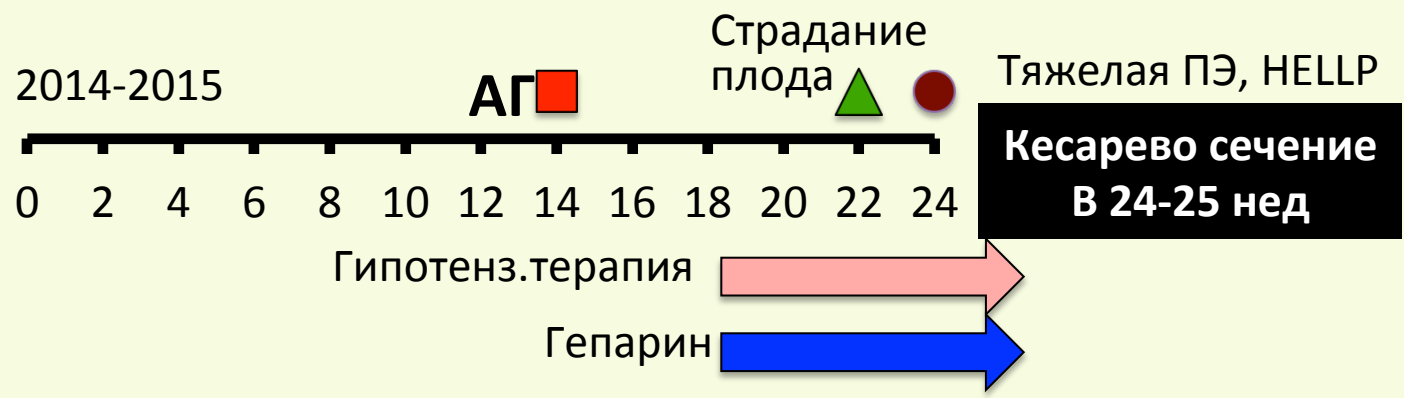 Страдание
плода
2014-2015
АГ
Тяжелая ПЭ, HELLP
0 2 4 6 8 10 12 14 16 18 20 22 24
Кесарево сечение
В 24-25 нед
Гипотенз.терапия
Гепарин